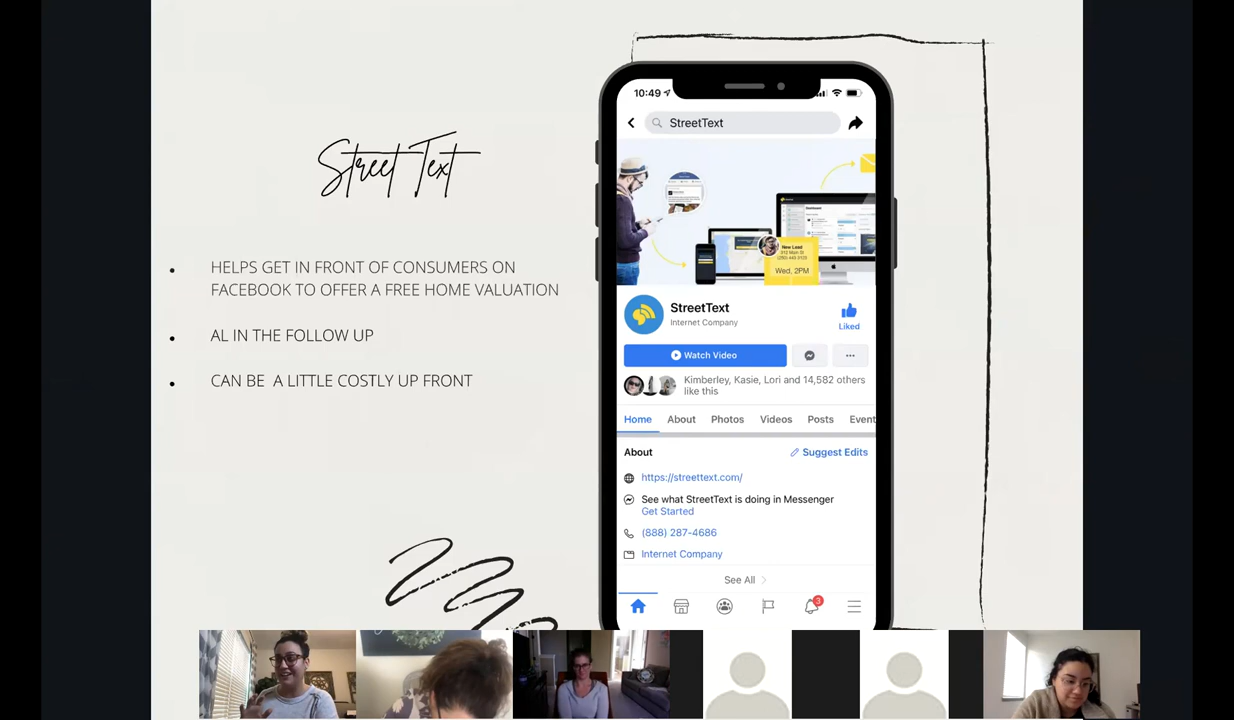 Street Text
HELPS GET IN FRONT OF CONSUMERS ON
FACEBOOK TO OFFER A FREE HOME VALUATION
AL IN THE FOLLOW UP
CAN BE A LITTLE COSTLY UP FRONT
10:49
StreetText
New Lead
Wed, 2PM
StreetText
Internet Company
Liked
Watch Video
Kimberley, Kasie, Lori and 14,582 others
like this
Home About Photos Videos Posts Event
About Suggest Edits
https://streettext.com/
See what StreetText is doing in Messenger
Get Started
(888) 287-4686
Internet Company
See All
3